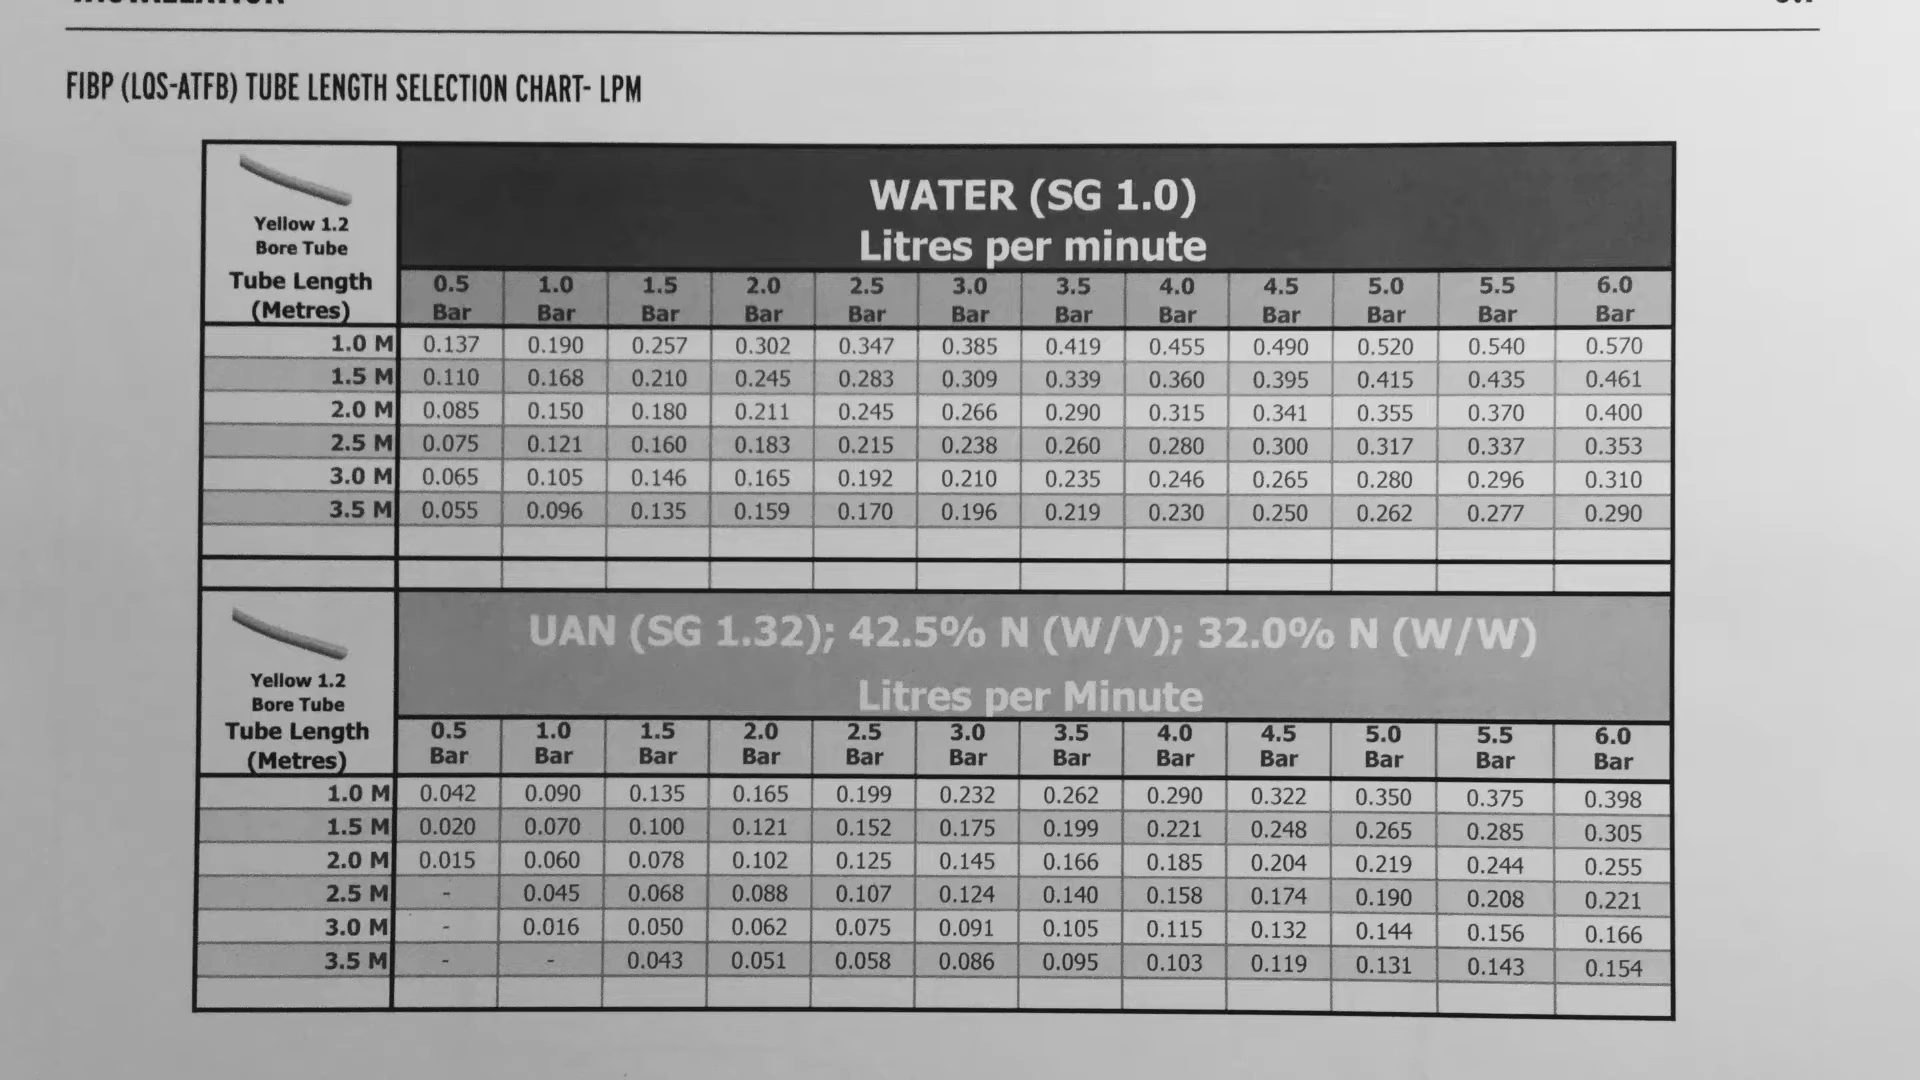 FIBP (LQS-ATFB) TUBE LENGTH SELECTION CHART- LPM
Yellow 1.2
Bore Tube
Tube Length
(Metres)
WATER (SG 1.0)
Litres per minute
0.5 Bar 1.0 Bar 1.5 Bar 2.0 Bar 2.5 Bar 3.0 Bar 3.5 Bar 4.0 Bar 4.5 Bar 5.0 Bar 5.5 Bar 6.0 Bar
1.0 M 0.137 0.190 0.257 0.302 0.347 0.385 0.419 0.455 0.490 0.520 0.540 0.570
1.5 M 0.110 0.168 0.210 0.245 0.283 0.309 0.339 0.360 0.395 0.415 0.435 0.461
2.0 M 0.085 0.150 0.180 0.211 0.245 0.266 0.290 0.315 0.341 0.355 0.370 0.400
2.5 M 0.075 0.121 0.160 0.183 0.215 0.238 0.260 0.280 0.300 0.317 0.337 0.353
3.0 M 0.065 0.105 0.146 0.165 0.192 0.210 0.235 0.246 0.265 0.280 0.296 0.310
3.5 M 0.055 0.096 0.135 0.159 0.170 0.196 0.219 0.230 0.250 0.262 0.277 0.290
Yellow 1.2
Bore Tube
Tube Length
(Metres)
UAN (SG 1.32); 42.5% N (W/V); 32.0% N (W/W)
Litres per Minute
0.5 Bar 1.0 Bar 1.5 Bar 2.0 Bar 2.5 Bar 3.0 Bar 3.5 Bar 4.0 Bar 4.5 Bar 5.0 Bar 5.5 Bar 6.0 Bar
1.0 M 0.042 0.090 0.135 0.165 0.199 0.232 0.262 0.290 0.322 0.350 0.375 0.398
1.5 M 0.020 0.070 0.100 0.121 0.152 0.175 0.199 0.221 0.248 0.265 0.285 0.305
2.0 M 0.015 0.060 0.078 0.102 0.125 0.145 0.166 0.185 0.204 0.219 0.244 0.255
2.5 M - 0.045 0.068 0.088 0.107 0.124 0.140 0.158 0.174 0.190 0.208 0.221
3.0 M - 0.016 0.050 0.062 0.075 0.091 0.105 0.115 0.132 0.144 0.156 0.166
3.5 M - - 0.043 0.051 0.058 0.086 0.095 0.103 0.119 0.131 0.143 0.154